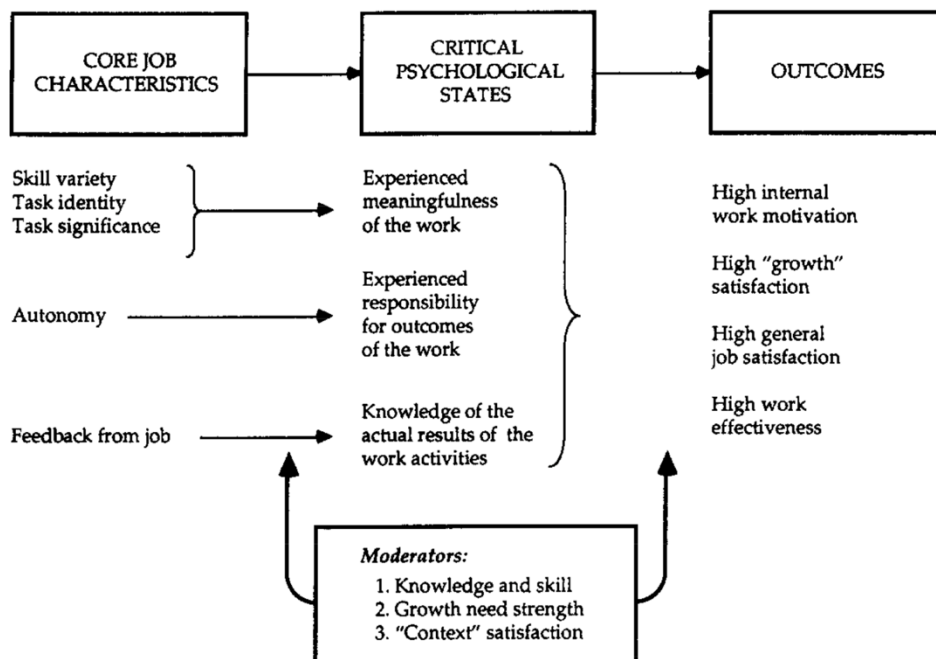 CORE JOB
CHARACTERISTICS
CRITICAL
PSYCHOLOGICAL
STATES
OUTCOMES
Skill variety
Task identity
Task significance
Experienced
meaningfulness
of the work
High internal
work motivation
Autonomy
Experienced
responsibility
for outcomes
of the work
High “growth”
satisfaction
High general
job satisfaction
Feedback from job
Knowledge of the
actual results of the
work activities
High work
effectiveness
Moderators:
1. Knowledge and skill
2. Growth need strength
3. “Context” satisfaction